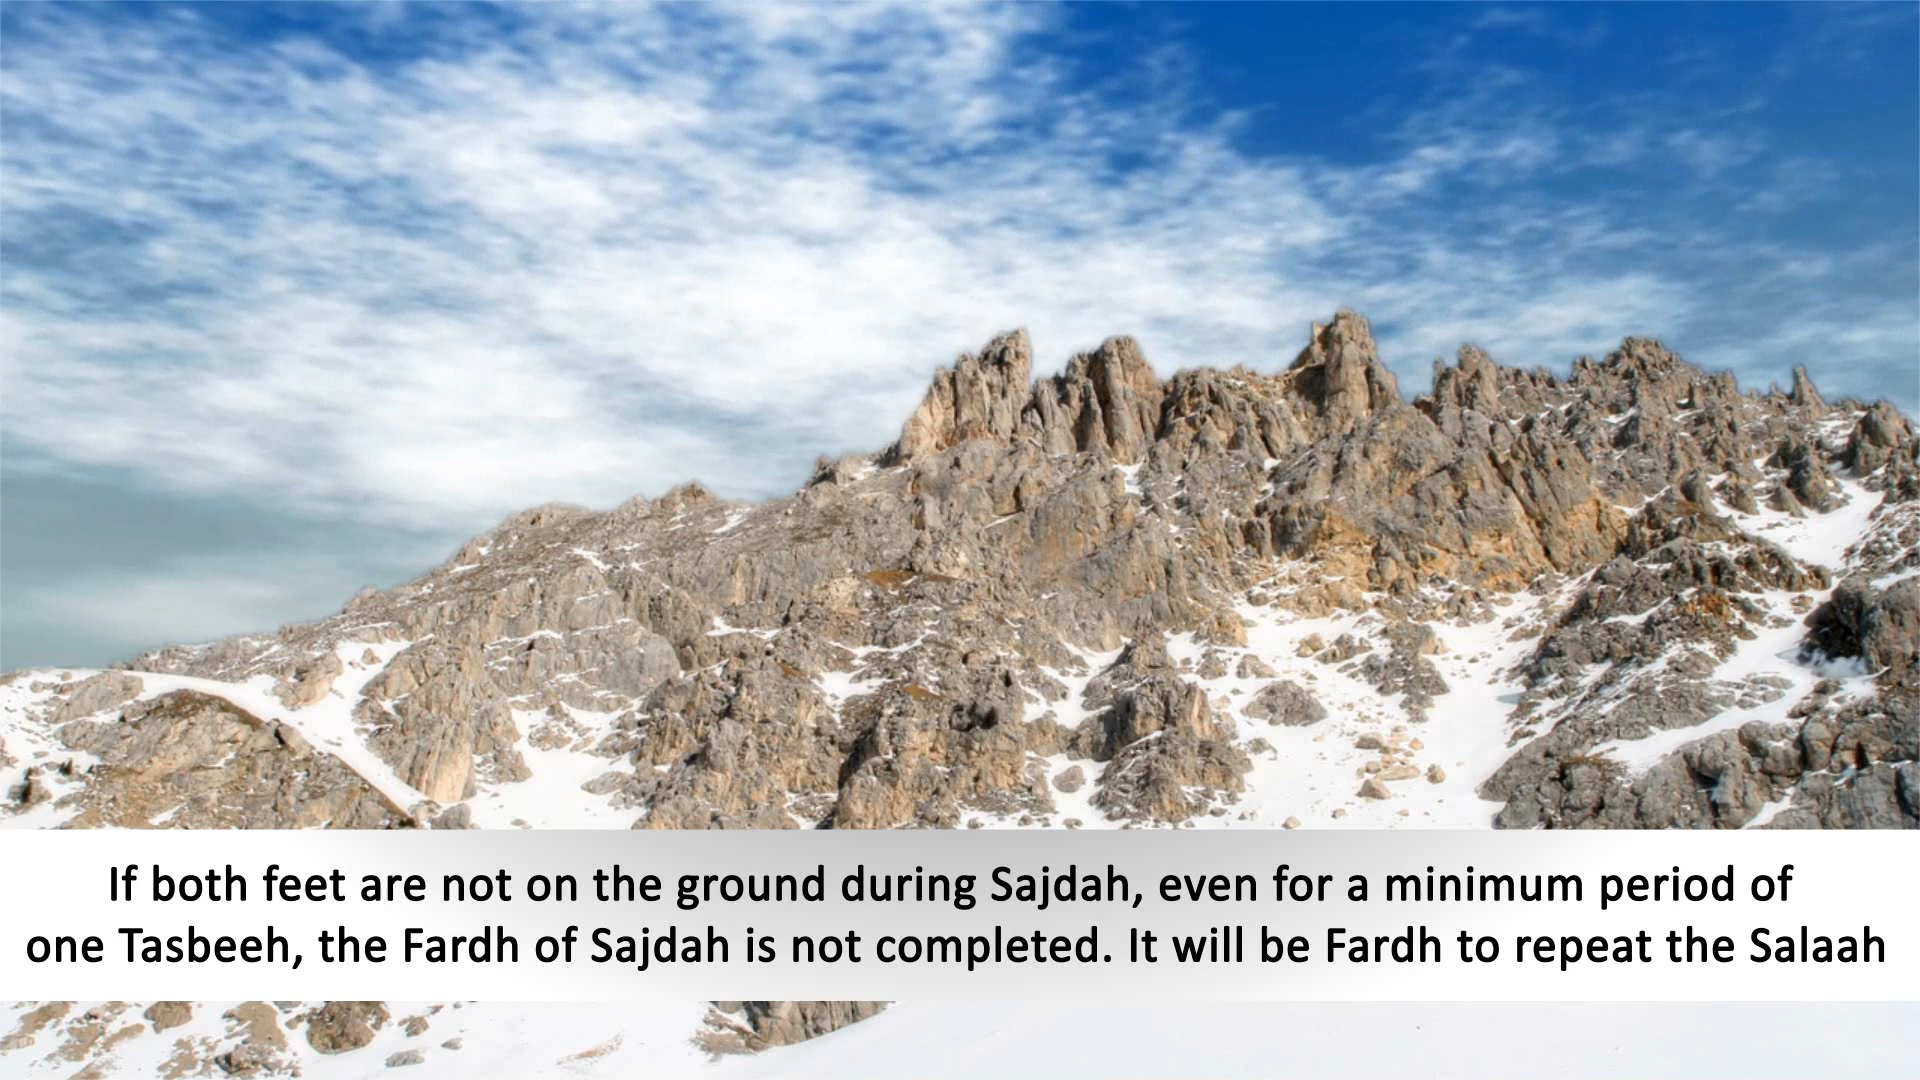 If both feet are not on the ground during Sajdah, even for a minimum period of
one Tasbeeh, the Fardh of Sajdah is not completed. It will be Fardh to repeat the Salaah